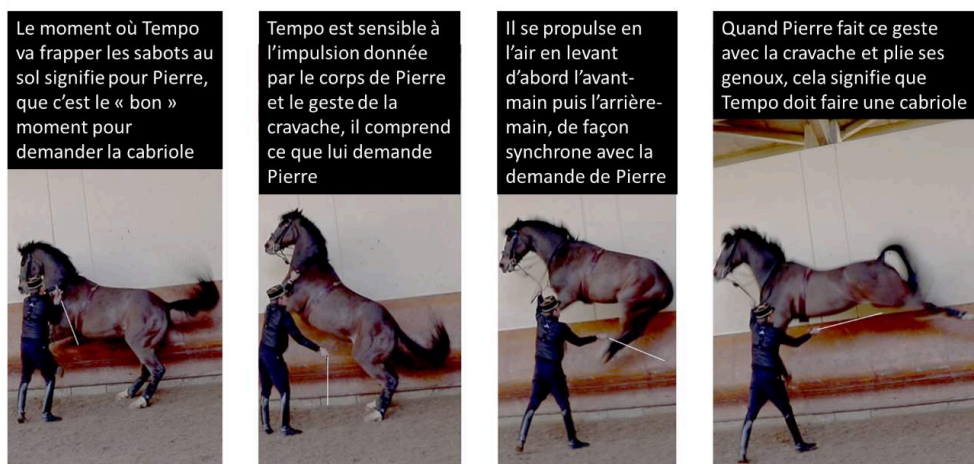 Le moment où Tempo
va frapper les sabots au
sol signifie pour Pierre,
que c'est le « bon »
moment pour
demander la cabriole
Tempo est sensible à
l'impulsion donnée
par le corps de Pierre
et le geste de la
cravache, il comprend
ce que lui demande
Pierre
Il se propulse en
l'air en levant
d'abord l'avant-
main puis l'arrière-
main, de façon
synchrone avec la
demande de Pierre
Quand Pierre fait ce geste
avec la cravache et plie ses
genoux, cela signifie que
Tempo doit faire une cabriole